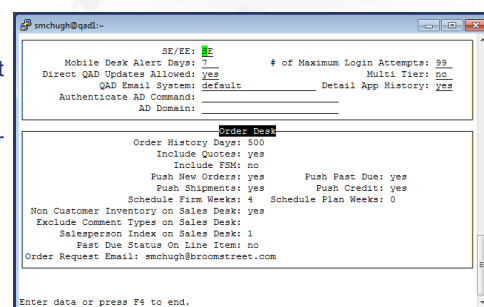 smchugh@qad1:~
SE/EE: SE
Mobile Desk Alert Days: 7 # of Maximum Login Attempts: 99
Direct QAD Updates Allowed: yes Multi Tier: no
QAD Email System: default Detail App History: yes
Authenticate AD Command:
AD Domain:
Order Desk
Order History Days: 500
Include Quotes: yes
Include FSM: no
Push New Orders: yes Push Past Due: yes
Push Shipments: yes Push Credit: yes
Schedule Firm Weeks: 4 Schedule Plan Weeks: 0
Non Customer Inventory on Sales Desk: yes
Exclude Comment Types on Sales Desk:
Salesperson Index on Sales Desk: 1
Past Due Status On Line Item: no
Order Request Email: smchugh@broomstreet.com
Enter data or press F4 to end.